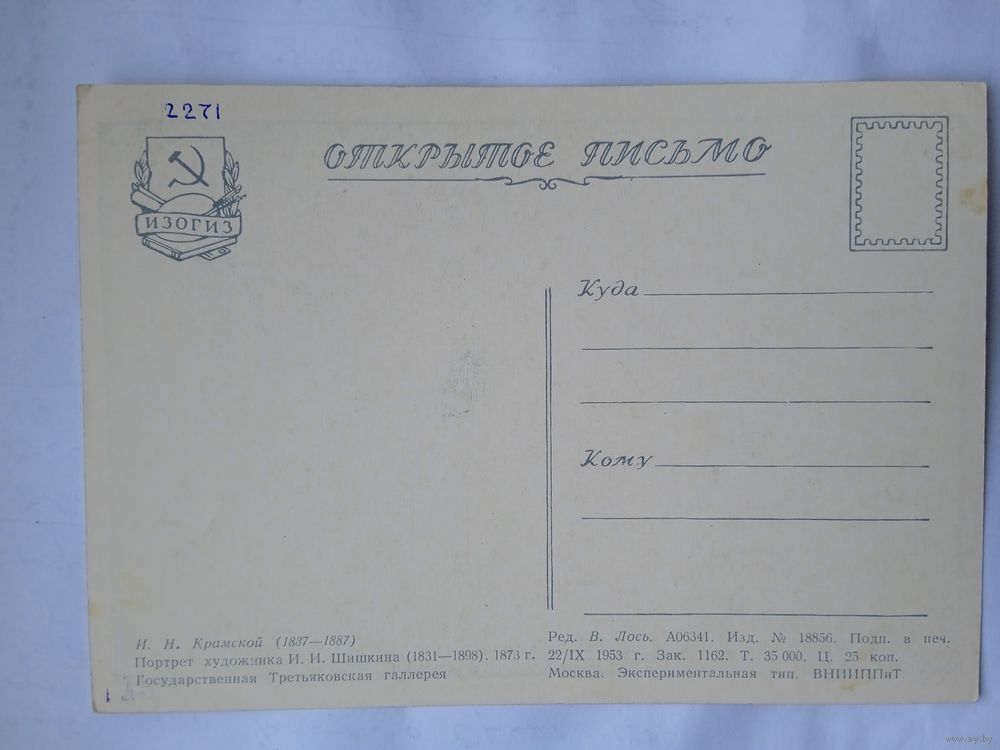 2271
ОТКРЫТОЕ ПИСЬМО
ИЗОГИЗ
Куда
Кому
И. Н. Крамской (1837—1887)
Портрет художника И. И. Шишкина (1831—1898). 1873 г.
Государственная Третьяковская галлерея
Ред. В. Лось. А06341. Изд. № 18856. Подп. в печ.
22/IX 1953 г. Зак. 1162. Т. 35 000. Ц. 25 коп.
Москва. Экспериментальная тип. ВНИИППиТ
www.ay.by